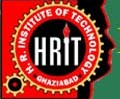 H. R. INSTITUTE OF TECHNOLOGY
HRIT
GHAZIABAD